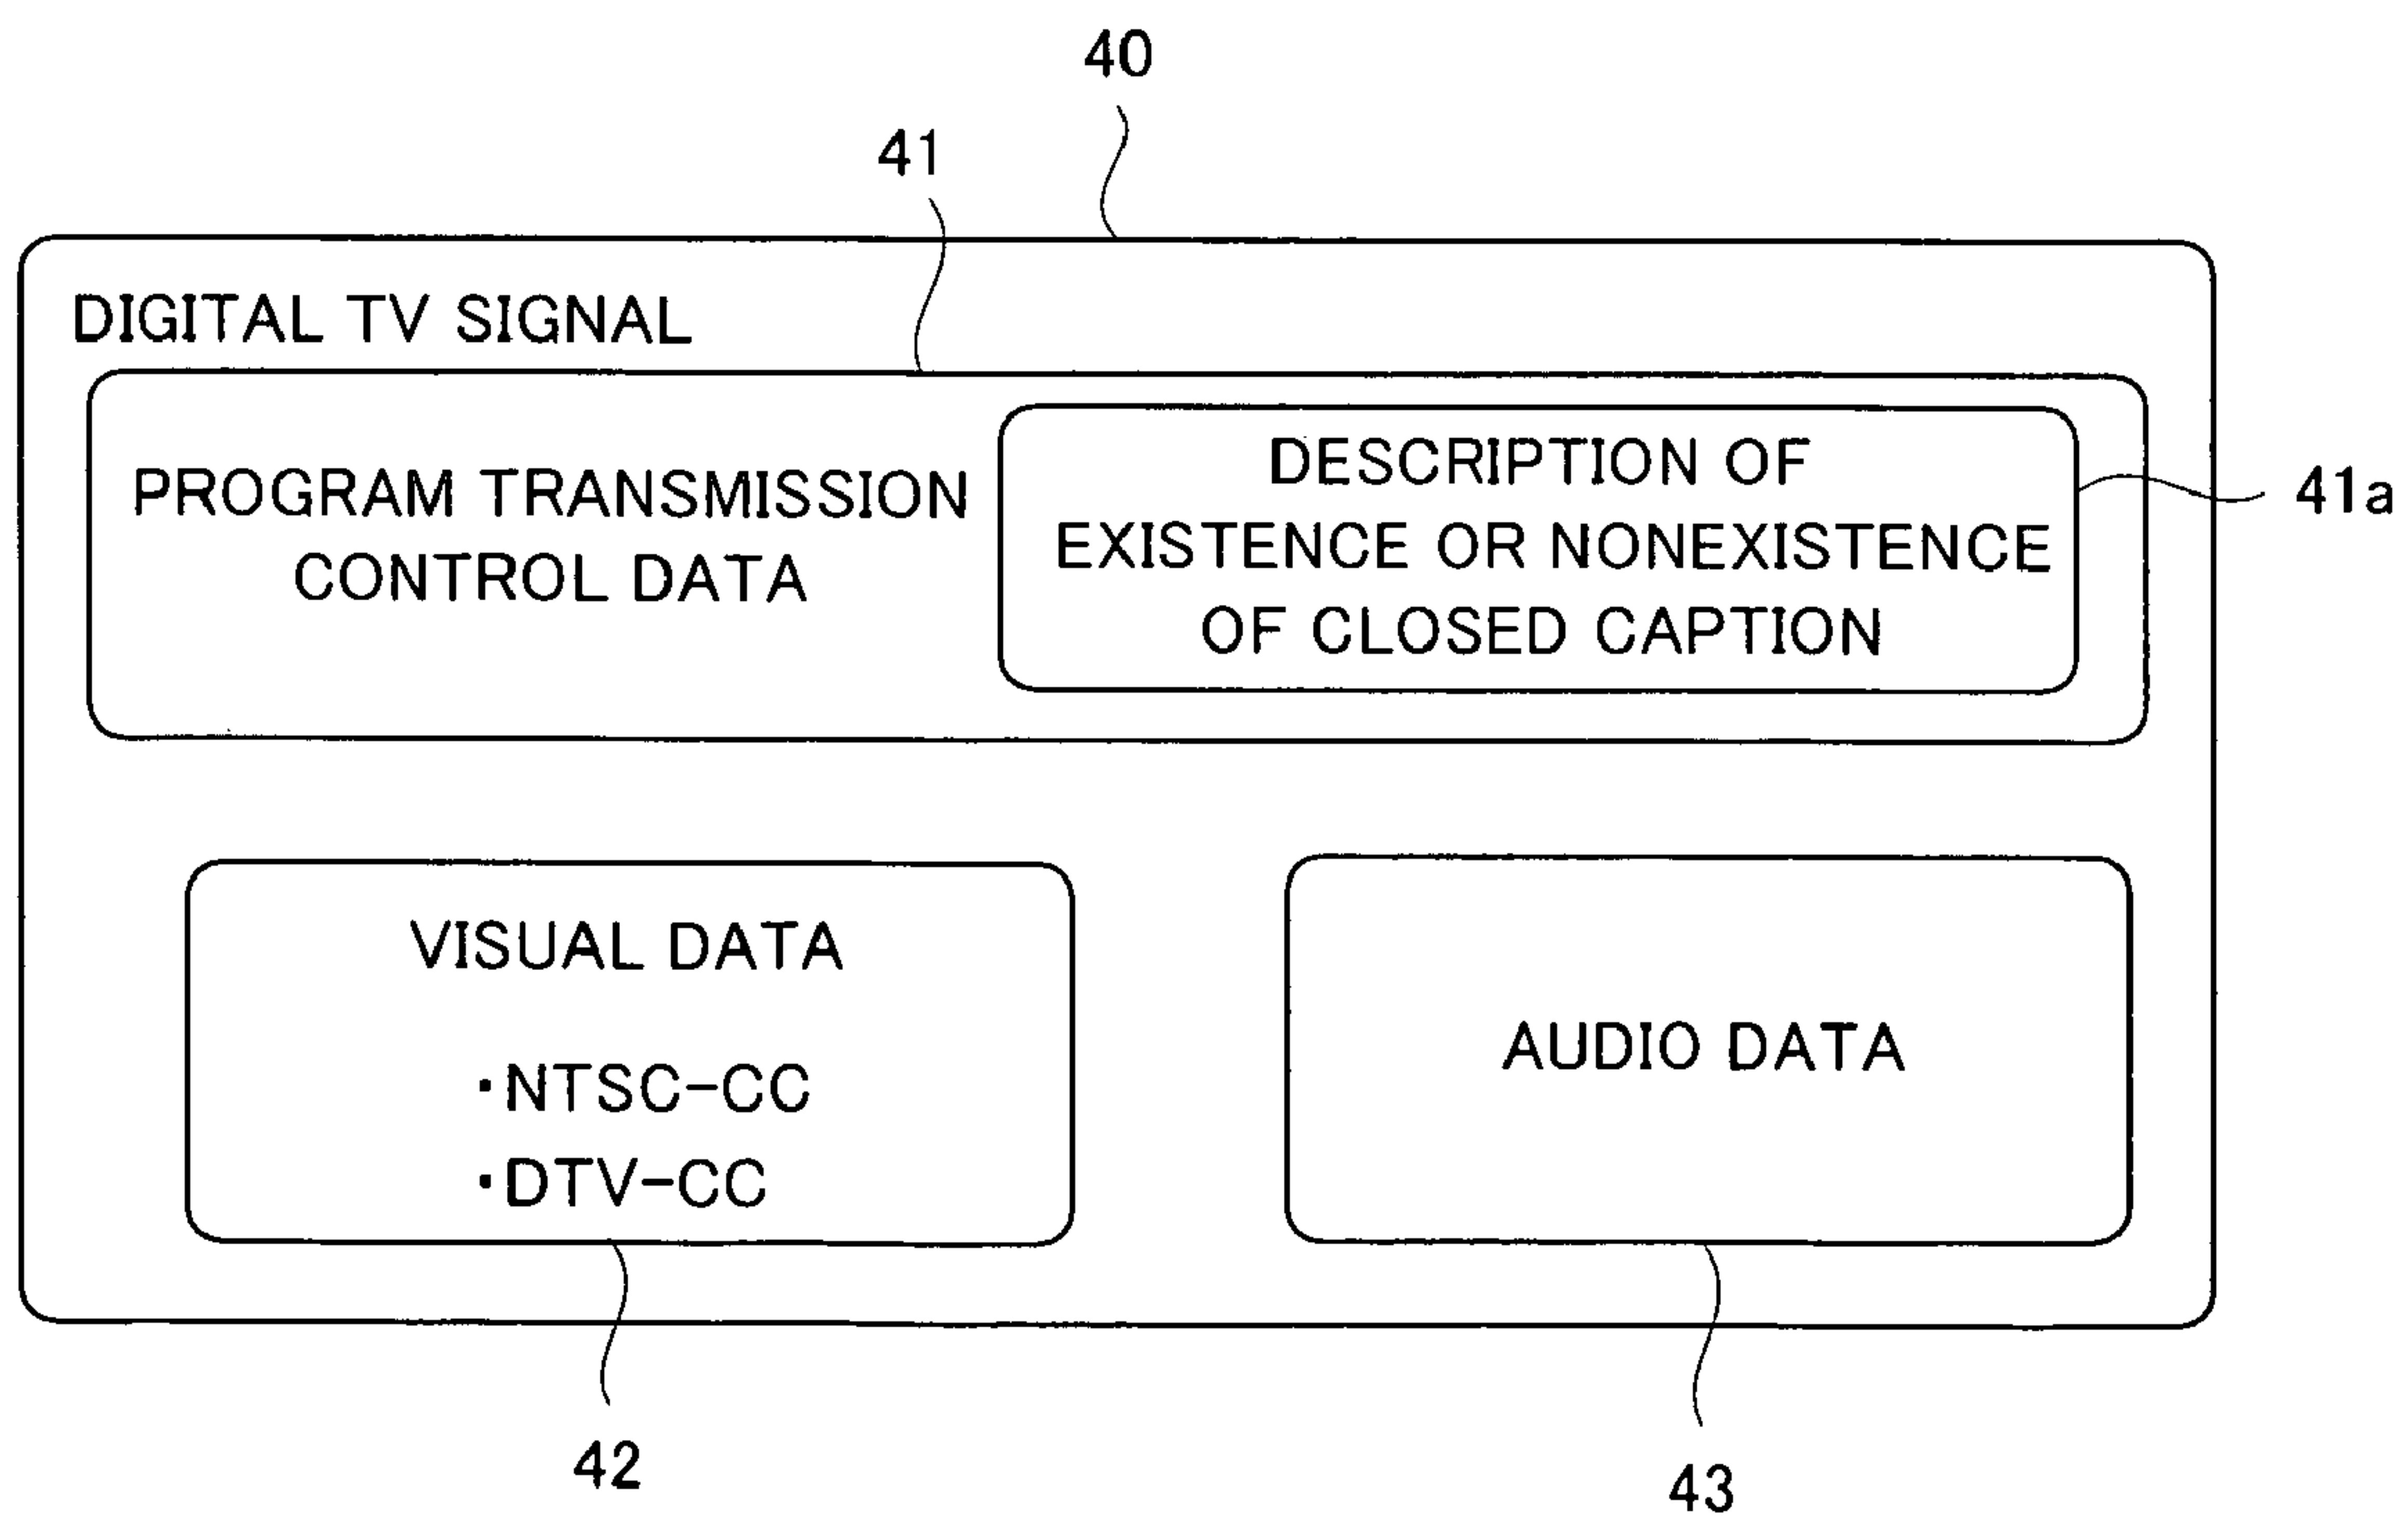 40
41
DIGITAL TV SIGNAL
PROGRAM TRANSMISSION
CONTROL DATA
DESCRIPTION OF
EXISTENCE OR NONEXISTENCE
OF CLOSED CAPTION
41a
VISUAL DATA
・NTSC-CC
・DTV-CC
AUDIO DATA
42
43